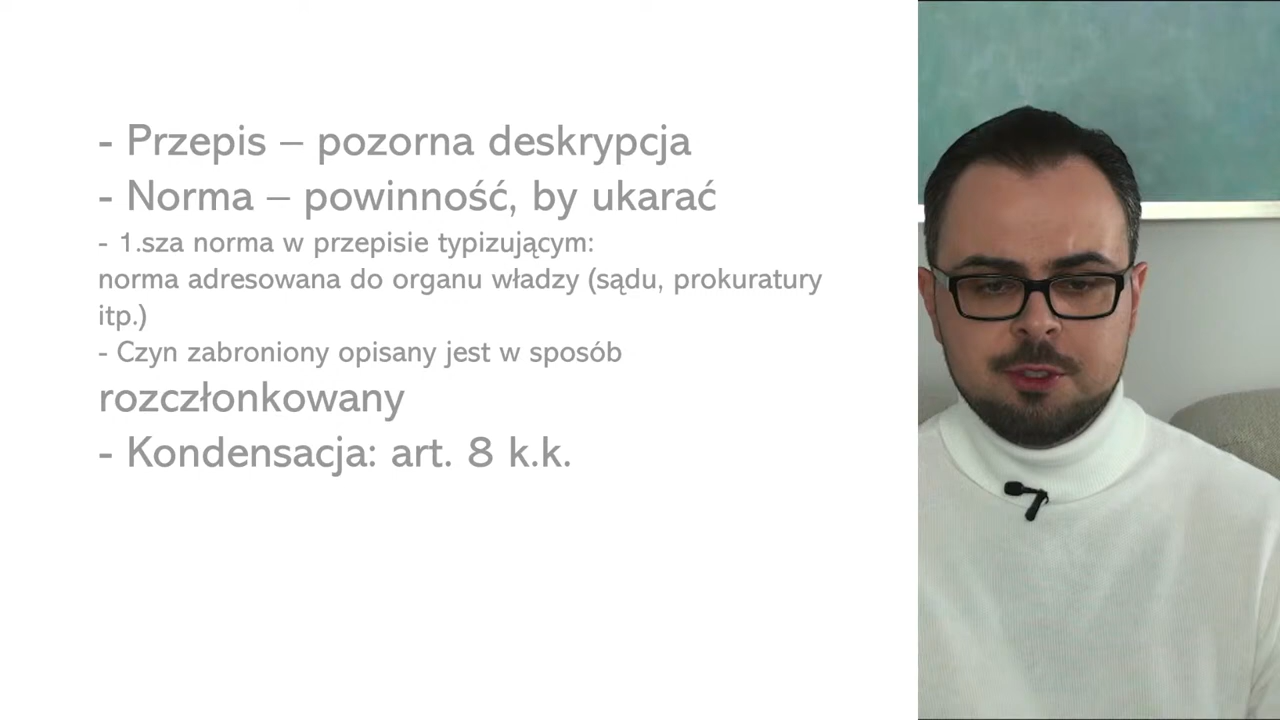 - Przepis – pozorna deskrypcja
- Norma – powinność, by ukarać
- 1.sza norma w przepisie typizującym:
norma adresowana do organu władzy (sądu, prokuratury
itp.)
- Czyn zabroniony opisany jest w sposób
rozczłonkowany
- Kondensacja: art. 8 k.k.